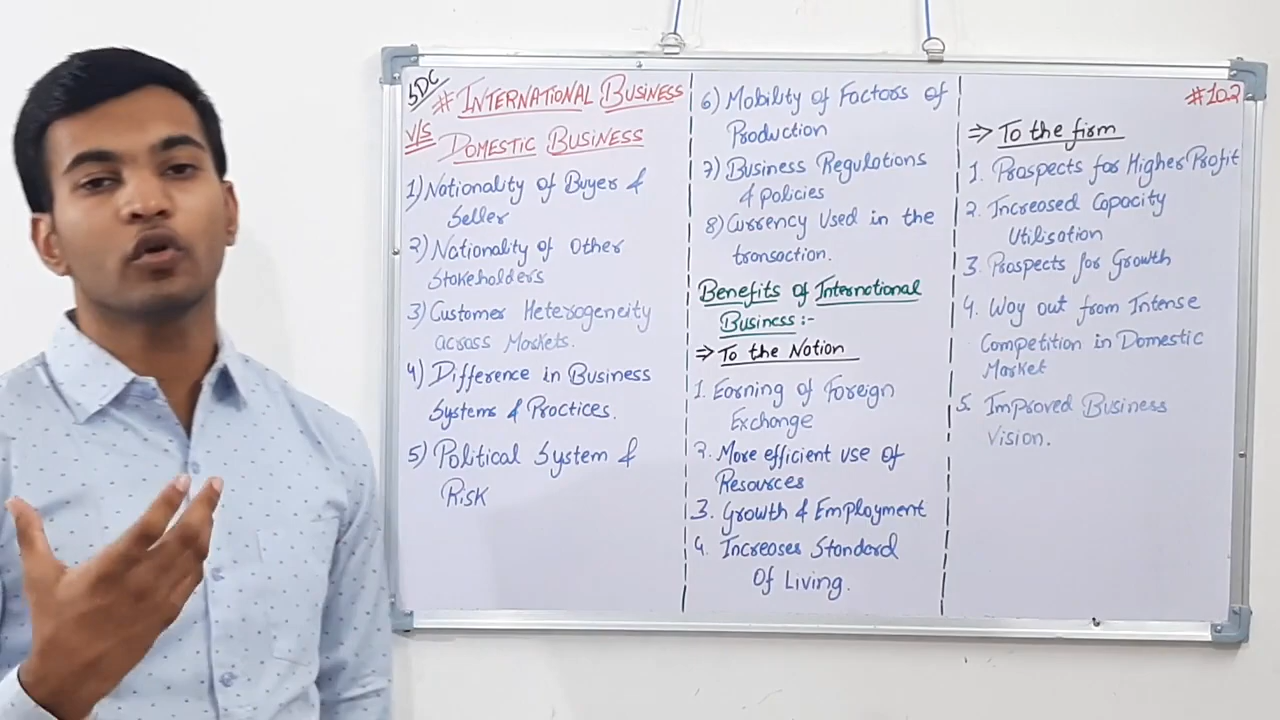 SDC
# INTERNATIONAL BUSINESS
V/S
DOMESTIC BUSINESS
1) Nationality of Buyer &
Seller
2) Nationality of Other
Stakeholders
3) Customer Heterogeneity
across Markets.
4) Difference in Business
Systems & Practices.
5) Political System &
Risk
6) Mobility of Factors of
Production
7) Business Regulations
& policies
8) Currency Used in the
transaction.
Benefits of International
Business :-
⇒ To the Nation
1. Earning of Foreign
Exchange
2. More efficient use of
Resources
3. Growth & Employment
4. Increases Standard
Of Living.
#10.2
⇒ To the firm
1. Prospects for Higher Profit
2. Increased Capacity
Utilisation
3. Prospects for Growth
4. Way out from Intense
Competition in Domestic
Market
5. Improved Business
Vision.